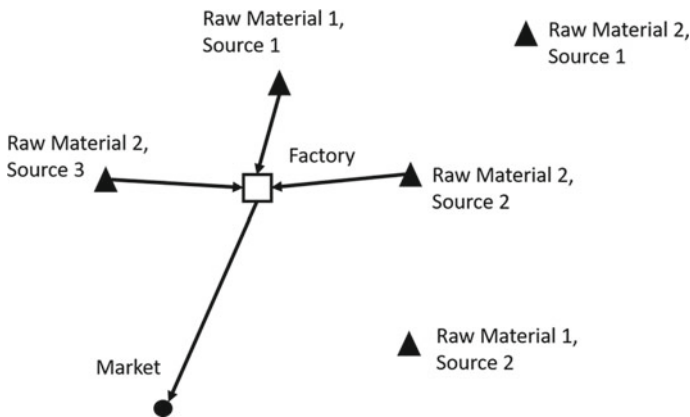 Raw Material 1,
Source 1
Raw Material 2,
Source 1
Raw Material 2,
Source 3
Factory
Raw Material 2,
Source 2
Raw Material 1,
Source 2
Market